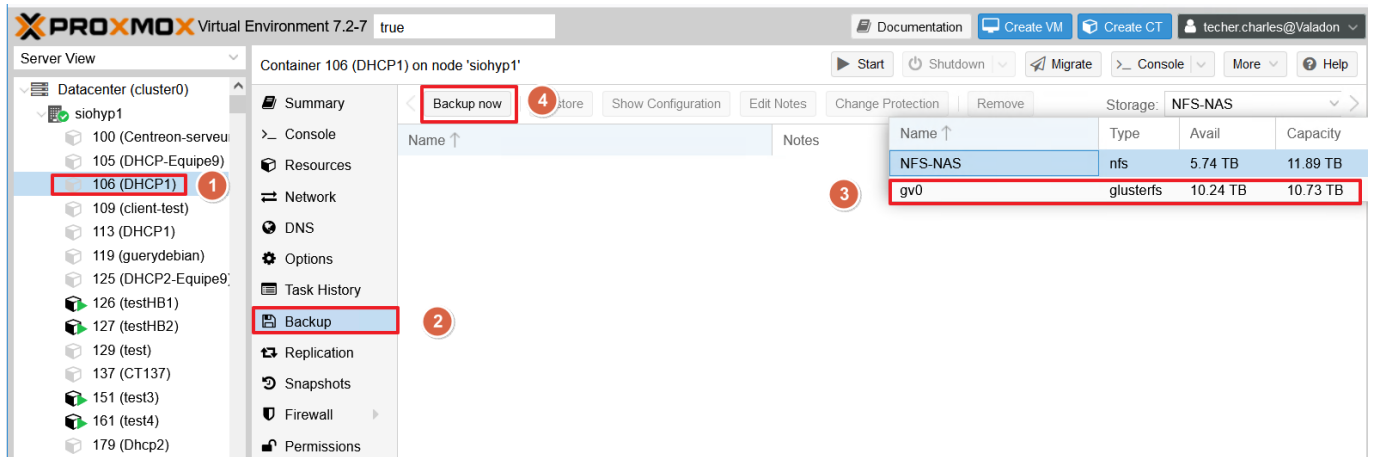 PROXMOX Virtual Environment 7.2-7 true Documentation Create VM Create CT techer.charles@Valadon
Server View
Container 106 (DHCP1) on node 'siohyp1' Start Shutdown Migrate >_ Console More Help
Datacenter (cluster0)
siohyp1
100 (Centreon-serveu
105 (DHCP-Equipe9)
106 (DHCP1) 1
109 (client-test)
113 (DHCP1)
119 (guerydebian)
125 (DHCP2-Equipe9)
126 (testHB1)
127 (testHB2)
129 (test)
137 (CT137)
151 (test3)
161 (test4)
179 (Dhcp2)
Summary
>_ Console
Resources
Network
DNS
Options
Task History
Backup 2
Replication
Snapshots
Firewall
Permissions
Backup now 4 store Show Configuration Edit Notes Change Protection Remove Storage: NFS-NAS
Name ↑ Notes
Name ↑ Type Avail Capacity
NFS-NAS nfs 5.74 TB 11.89 TB
3 gv0 glusterfs 10.24 TB 10.73 TB